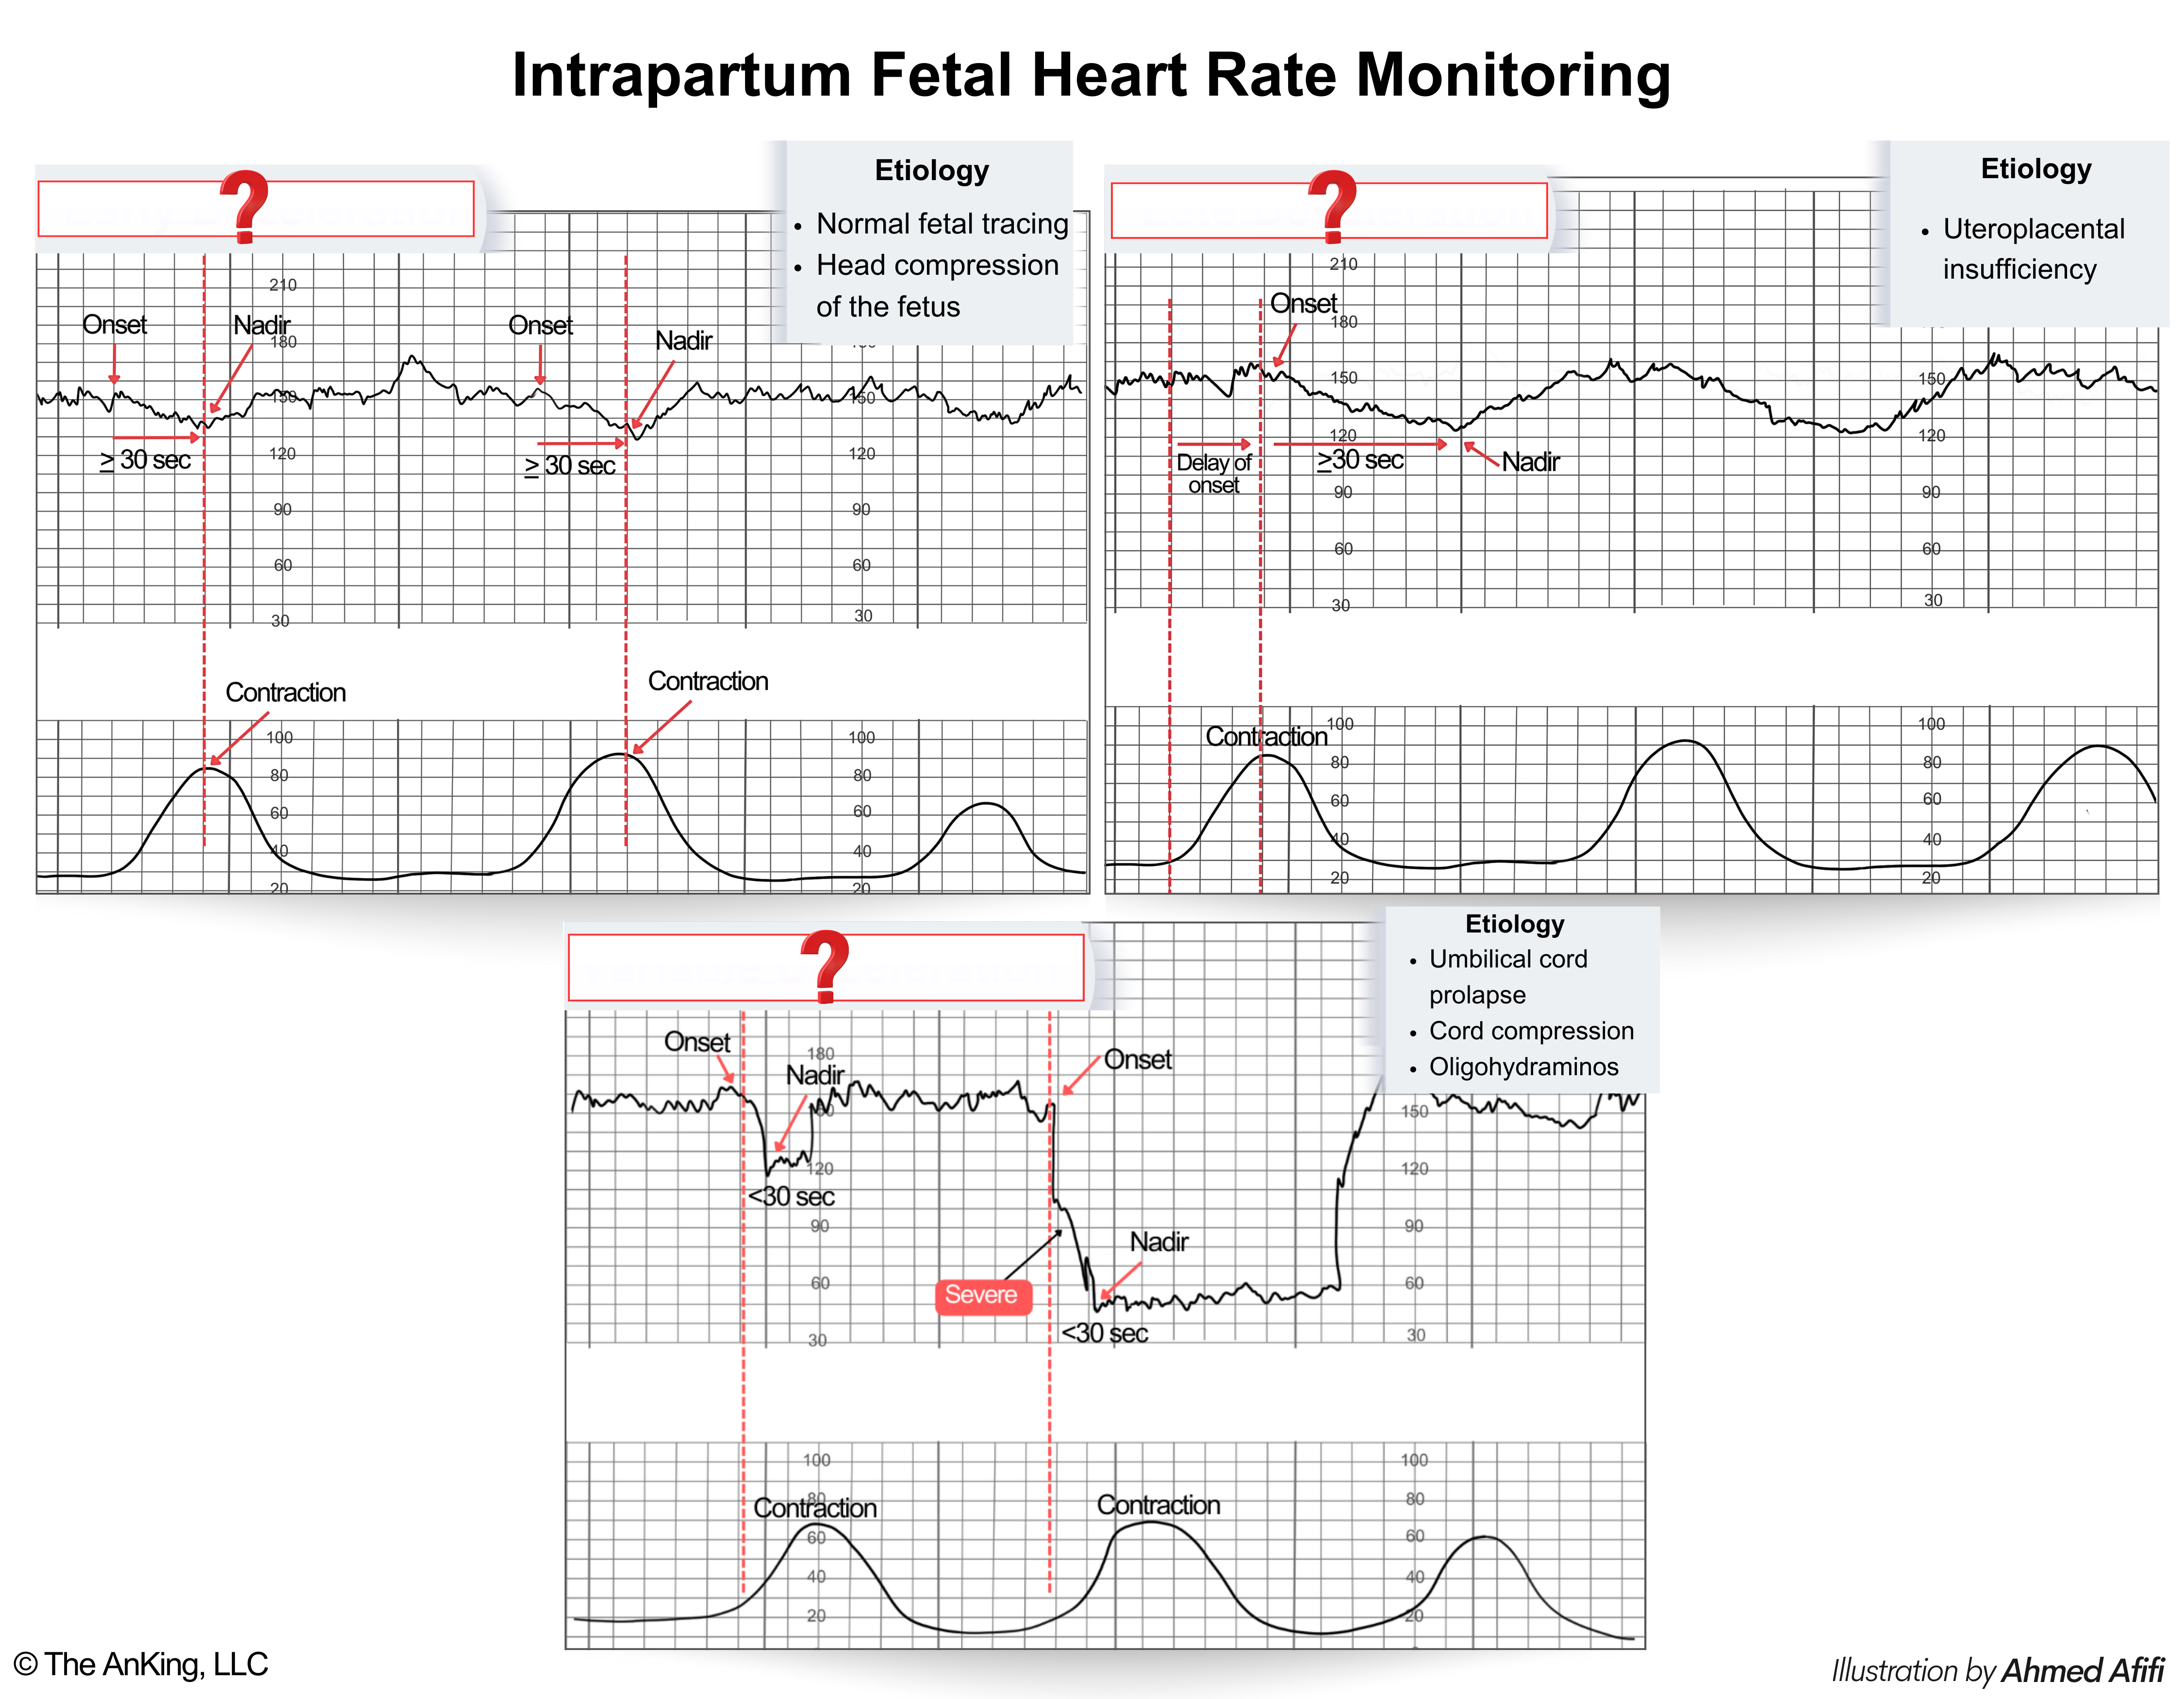 Intrapartum Fetal Heart Rate Monitoring
?
Etiology
• Normal fetal tracing
• Head compression
of the fetus
210
Onset
Nadir
180
Onset
Nadir
150
150
≥ 30 sec
≥ 30 sec
120
120
90
90
60
60
30
30
Contraction
Contraction
100
100
80
80
60
60
40
40
20
20
?
Etiology
• Uteroplacental
insufficiency
210
Onset
180
150
150
120
120
Delay of
onset
≥30 sec
Nadir
90
90
60
60
30
30
Contraction
100
100
80
80
60
60
40
40
20
20
?
Etiology
• Umbilical cord
prolapse
• Cord compression
• Oligohydraminos
Onset
180
Nadir
Onset
150
120
120
<30 sec
90
90
Nadir
Severe
60
60
<30 sec
30
30
100
100
Contraction
80
Contraction
80
60
60
40
40
20
20
© The AnKing, LLC
Illustration by Ahmed Afifi